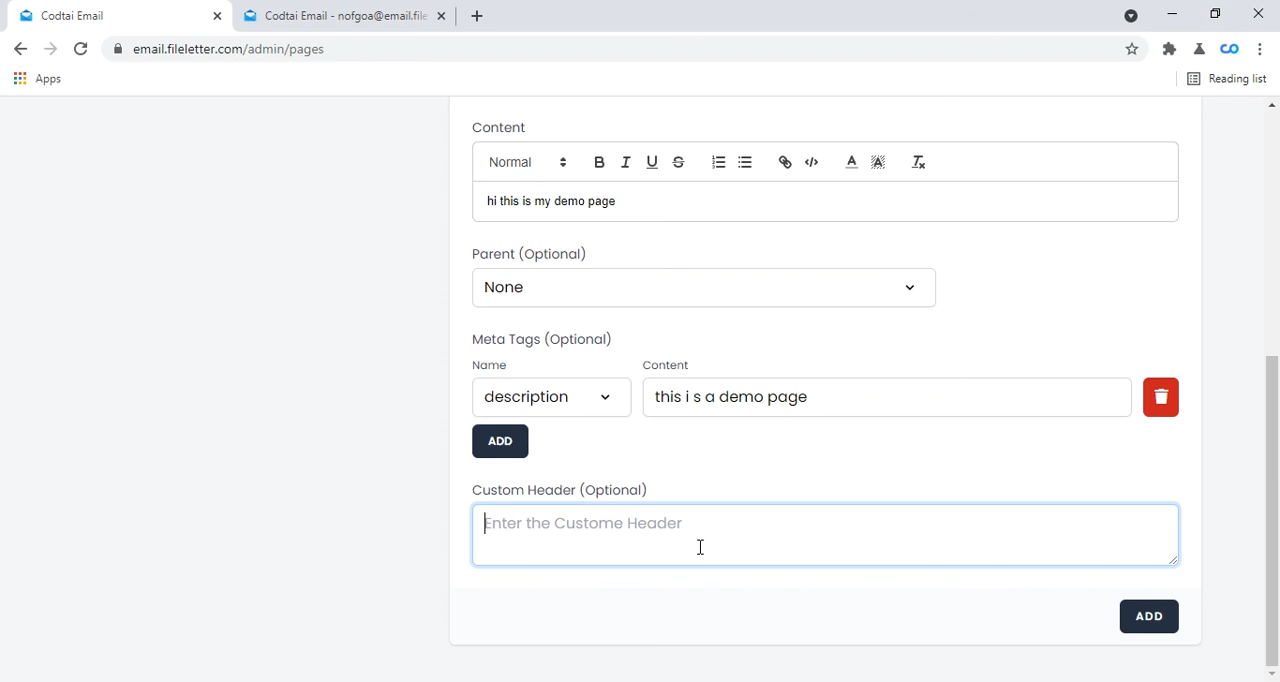 Codtai Email
Codtai Email - nofgoa@email.file
email.fileletter.com/admin/pages
Apps
Reading list
Content
Normal
hi this is my demo page
Parent (Optional)
None
Meta Tags (Optional)
Name Content
description this i s a demo page
ADD
Custom Header (Optional)
Enter the Custome Header
ADD